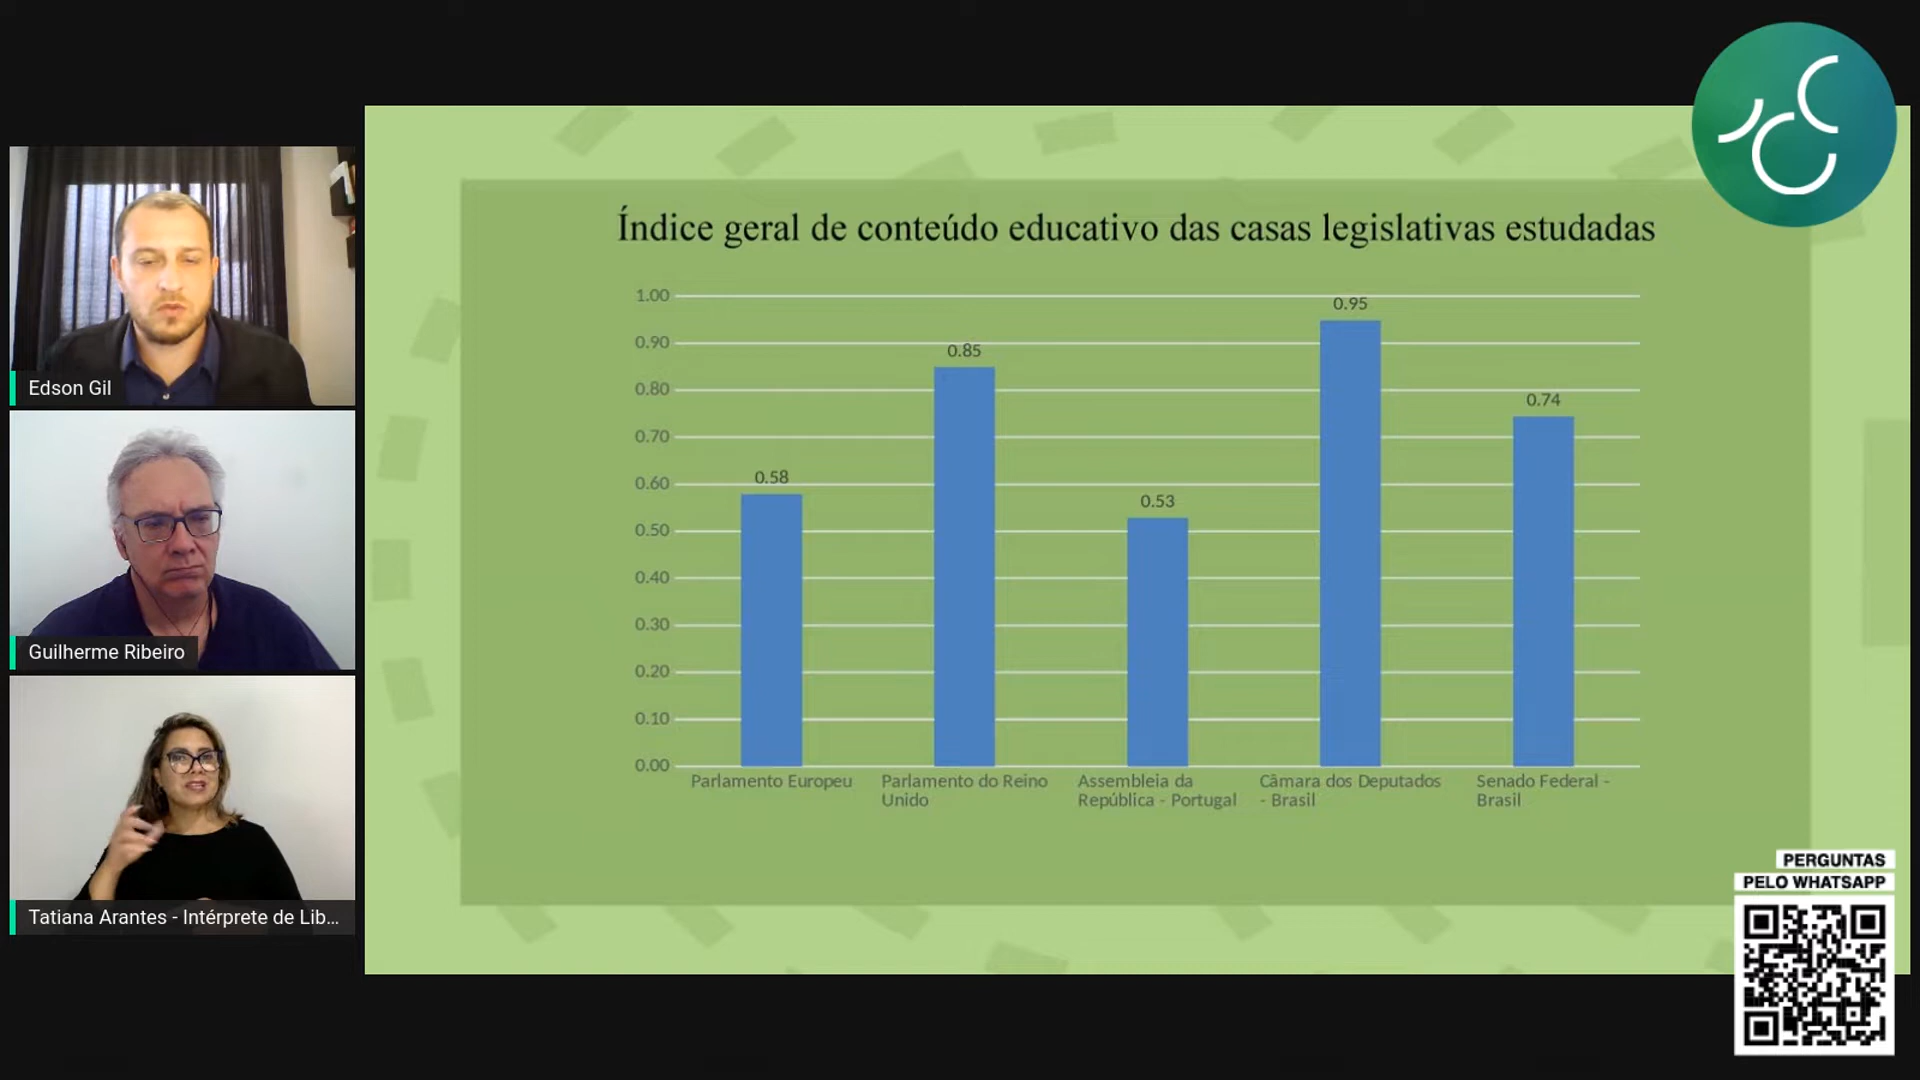 Índice geral de conteúdo educativo das casas legislativas estudadas
1.00
0.90
0.80
0.70
0.60
0.50
0.40
0.30
0.20
0.10
0.00
0.58
0.85
0.53
0.95
0.74
Parlamento Europeu
Parlamento do Reino
Unido
Assembleia da
República - Portugal
Câmara dos Deputados
- Brasil
Senado Federal -
Brasil
Edson Gil
Guilherme Ribeiro
Tatiana Arantes - Intérprete de Lib...
PERGUNTAS
PELO WHATSAPP